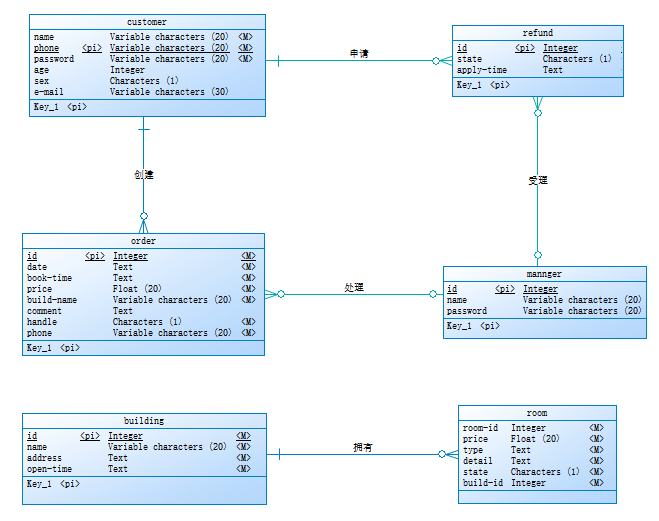 customer
name Variable characters (20) <M>
phone <pi> Variable characters (20) <M>
password Variable characters (20) <M>
age Integer
sex Characters (1)
e-mail Variable characters (30)
Key_1 <pi>
申请
refund
id <pi> Integer
state Characters (1)
apply-time Text
Key_1 <pi>
创建
受理
order
id <pi> Integer <M>
date Text <M>
book-time Text <M>
price Float (20) <M>
build-name Variable characters (20) <M>
comment Text
handle Characters (1) <M>
phone Variable characters (20) <M>
Key_1 <pi>
处理
mannger
id <pi> Integer
name Variable characters (20)
password Variable characters (20)
Key_1 <pi>
building
id <pi> Integer <M>
name Variable characters (20) <M>
address Text <M>
open-time Text <M>
Key_1 <pi>
拥有
room
room-id Integer <M>
price Float (20) <M>
type Text <M>
detail Text <M>
state Characters (1) <M>
build-id Integer <M>